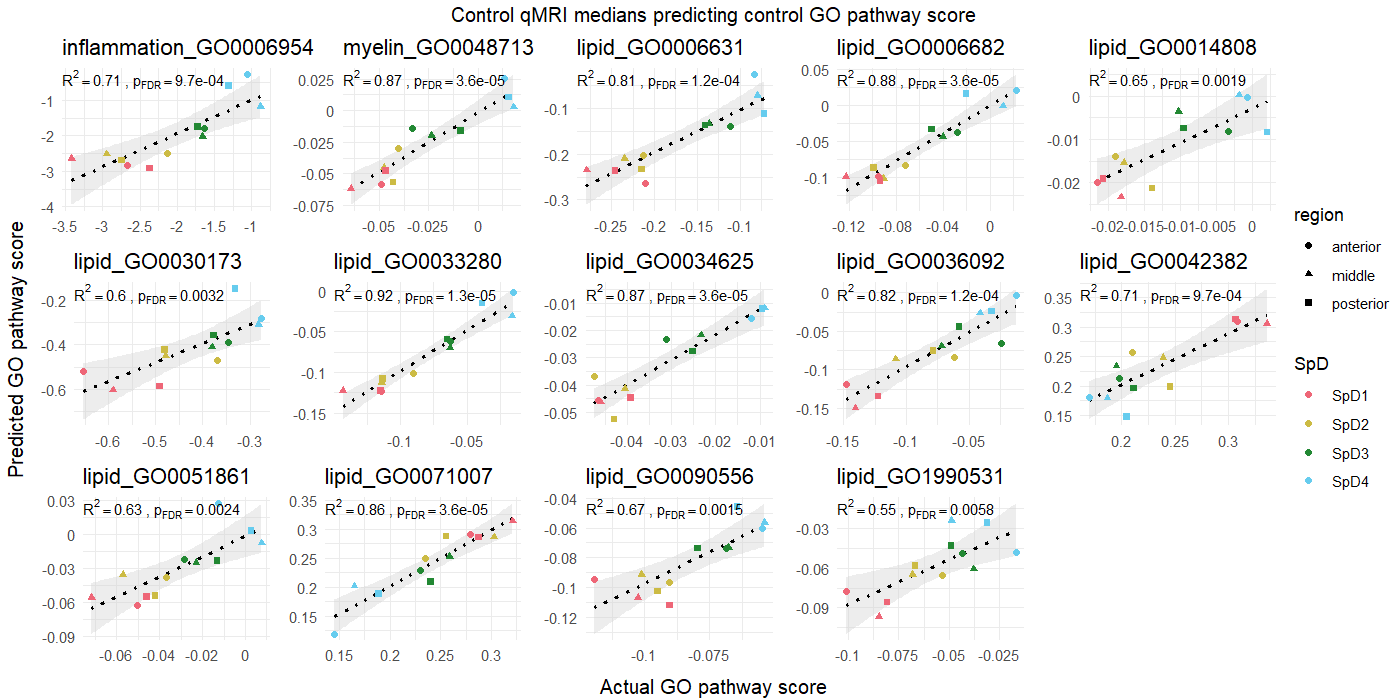 Control qMRI medians predicting control GO pathway score
inflammation_GO0006954 myelin_GO0048713 lipid_GO0006631 lipid_GO0006682 lipid_GO0014808
R² = 0.71 , pFDR = 9.7e-04
-1
-2
-3
-4
-3.5 -3 -2.5 -2 -1.5 -1
R² = 0.87 , pFDR = 3.6e-05
0.025
0
-0.025
-0.05
-0.075
-0.05 -0.025 0
R² = 0.81 , pFDR = 1.2e-04
-0.1
-0.2
-0.3
-0.25 -0.2 -0.15 -0.1
R² = 0.88 , pFDR = 3.6e-05
0.05
0
-0.05
-0.1
-0.12 -0.08 -0.04 0
R² = 0.65 , pFDR = 0.0019
0
-0.01
-0.02
-0.02 -0.015 -0.01 -0.005 0
lipid_GO0030173 lipid_GO0033280 lipid_GO0034625 lipid_GO0036092 lipid_GO0042382
R² = 0.6 , pFDR = 0.0032
-0.2
-0.4
-0.6
-0.6 -0.5 -0.4 -0.3
R² = 0.92 , pFDR = 1.3e-05
0
-0.05
-0.1
-0.15
-0.1 -0.05
R² = 0.87 , pFDR = 3.6e-05
-0.01
-0.02
-0.03
-0.04
-0.05
-0.04 -0.03 -0.02 -0.01
R² = 0.82 , pFDR = 1.2e-04
0
-0.05
-0.1
-0.15
-0.15 -0.1 -0.05
R² = 0.71 , pFDR = 9.7e-04
0.35
0.3
0.25
0.2
0.15
0.2 0.25 0.3
lipid_GO0051861 lipid_GO0071007 lipid_GO0090556 lipid_GO1990531
R² = 0.63 , pFDR = 0.0024
0.03
0
-0.03
-0.06
-0.09
-0.06 -0.04 -0.02 0
R² = 0.86 , pFDR = 3.6e-05
0.35
0.3
0.25
0.2
0.15
0.15 0.2 0.25 0.3
R² = 0.67 , pFDR = 0.0015
-0.04
-0.06
-0.08
-0.1
-0.12
-0.1 -0.075
R² = 0.55 , pFDR = 0.0058
-0.03
-0.06
-0.09
-0.1 -0.075 -0.05 -0.025
Predicted GO pathway score
Actual GO pathway score
region
anterior
middle
posterior
SpD
SpD1
SpD2
SpD3
SpD4